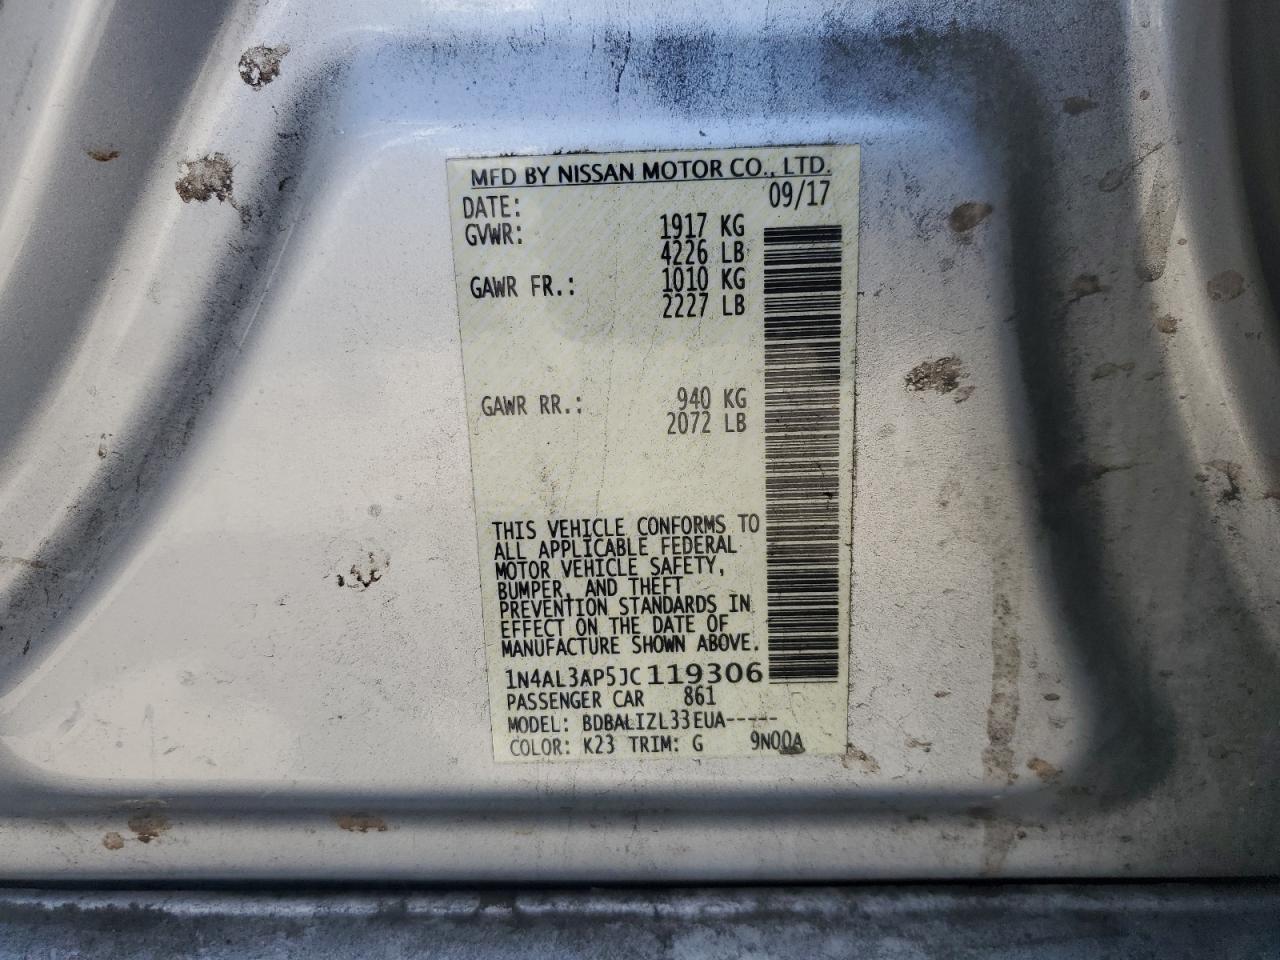 MFD BY NISSAN MOTOR CO., LTD.
DATE: 09/17
GVWR: 1917 KG
4226 LB
GAWR FR.: 1010 KG
2227 LB
GAWR RR.: 940 KG
2072 LB
THIS VEHICLE CONFORMS TO
ALL APPLICABLE FEDERAL
MOTOR VEHICLE SAFETY,
BUMPER, AND THEFT
PREVENTION STANDARDS IN
EFFECT ON THE DATE OF
MANUFACTURE SHOWN ABOVE.
1N4AL3AP5JC119306
PASSENGER CAR 861
MODEL: BDBALIZL33EUA-----
COLOR: K23 TRIM: G 9N00A